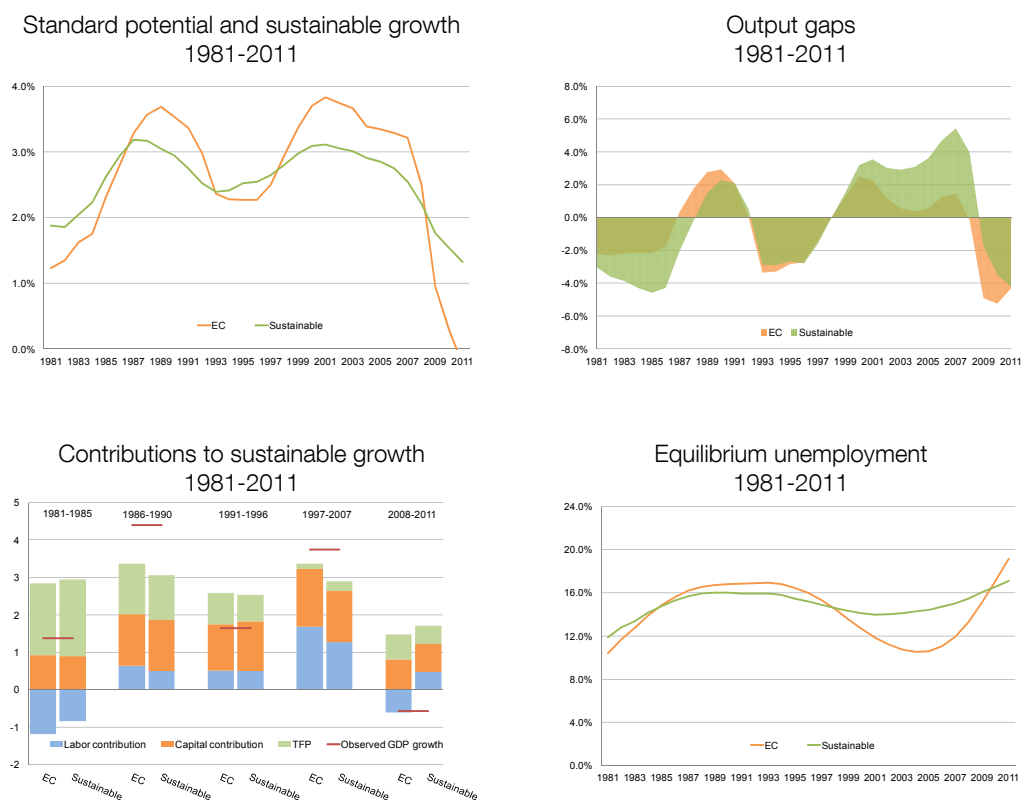 Standard potential and sustainable growth
1981-2011
4.0%
3.0%
2.0%
1.0%
0.0%
EC Sustainable
1981 1983 1985 1987 1989 1991 1993 1995 1997 1999 2001 2003 2005 2007 2009 2011
Output gaps
1981-2011
8.0%
6.0%
4.0%
2.0%
0.0%
-2.0%
-4.0%
-6.0%
-8.0%
EC Sustainable
1981 1983 1985 1987 1989 1991 1993 1995 1997 1999 2001 2003 2005 2007 2009 2011
Contributions to sustainable growth
1981-2011
5
4
3
2
1
0
-1
-2
1981-1985 1986-1990 1991-1996 1997-2007 2008-2011
Labor contribution Capital contribution TFP Observed GDP growth
EC Sustainable EC Sustainable EC Sustainable EC Sustainable EC Sustainable
Equilibrium unemployment
1981-2011
24.0%
20.0%
16.0%
12.0%
8.0%
4.0%
0.0%
EC Sustainable
1981 1983 1985 1987 1989 1991 1993 1995 1997 1999 2001 2003 2005 2007 2009 2011